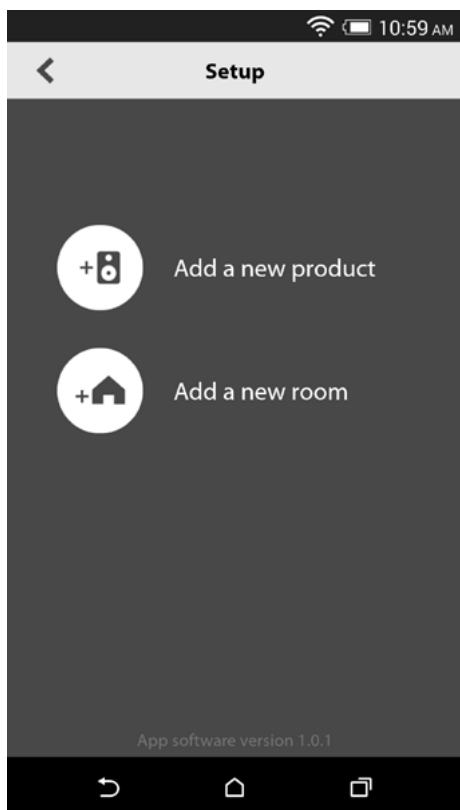 10:59 AM
Setup
Add a new product
Add a new room
App software version 1.0.1